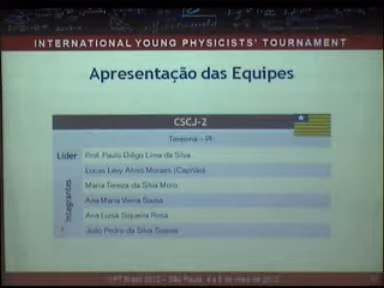 INTERNATIONAL YOUNG PHYSICISTS' TOURNAMENT
Apresentação das Equipes
CSCJ-2
Teresina – PI
Líder Prof. Paulo Diêgo Lima da Silva
Integrantes
Lucas Levy Alves Moraes (Capitão)
Maria Tereza da Silva Moro
Ana Maria Vieira Sousa
Ana Luisa Siqueira Rosa
João Pedro da Silva Soares
IYPT Brasil 2012 – São Paulo, 4 a 6 de maio de 2012